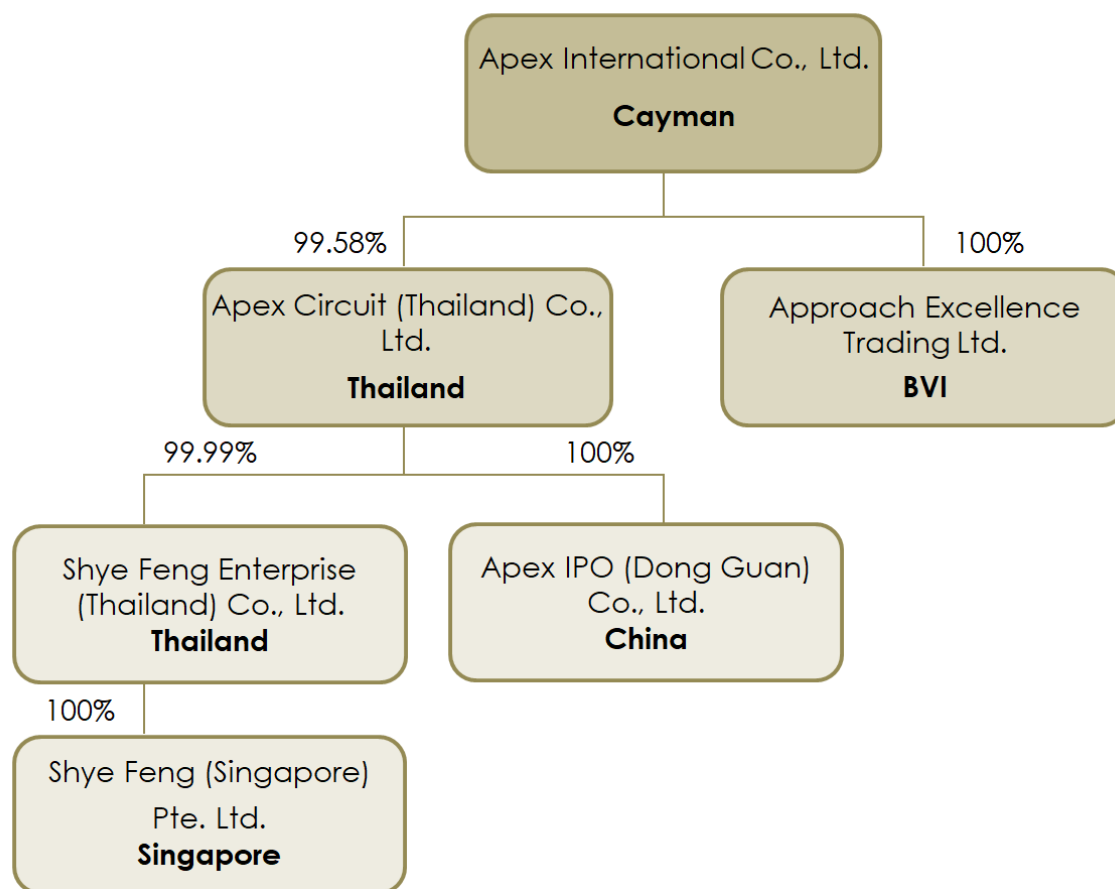 Apex International Co., Ltd.
Cayman
99.58%
100%
Apex Circuit (Thailand) Co.,
Ltd.
Thailand
Approach Excellence
Trading Ltd.
BVI
99.99%
100%
Shye Feng Enterprise
(Thailand) Co., Ltd.
Thailand
Apex IPO (Dong Guan)
Co., Ltd.
China
100%
Shye Feng (Singapore)
Pte. Ltd.
Singapore